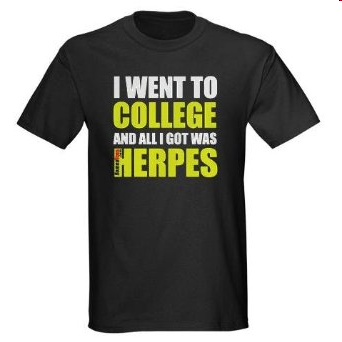 I WENT TO
COLLEGE
AND ALL I GOT WAS
HERPES